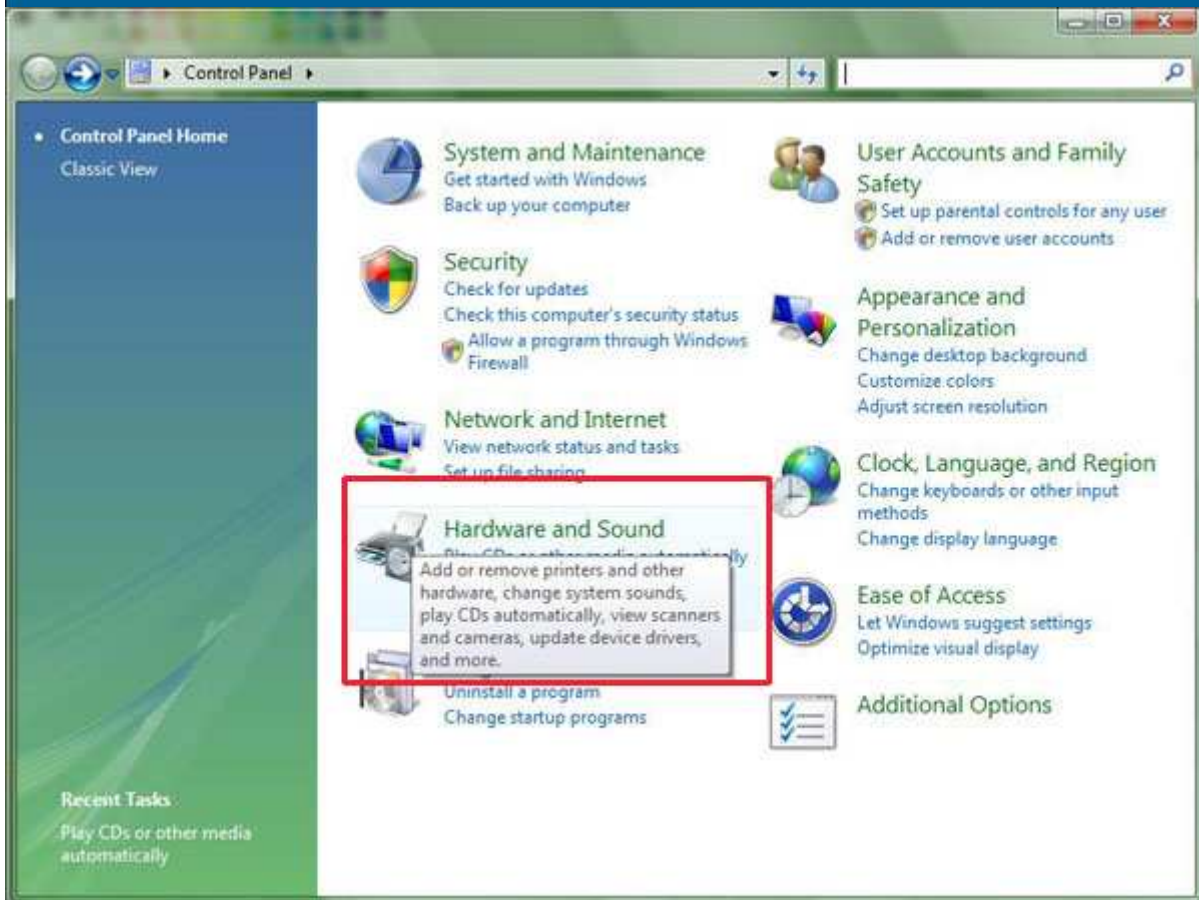 Control Panel
Control Panel Home
Classic View
System and Maintenance
Get started with Windows
Back up your computer
Security
Check for updates
Check this computer's security status
Allow a program through Windows
Firewall
Network and Internet
View network status and tasks
Set up file sharing
Hardware and Sound
Play CDs or other media automatically
Add or remove printers and other
hardware, change system sounds,
play CDs automatically, view scanners
and cameras, update device drivers,
and more.
Uninstall a program
Change startup programs
User Accounts and Family
Safety
Set up parental controls for any user
Add or remove user accounts
Appearance and
Personalization
Change desktop background
Customize colors
Adjust screen resolution
Clock, Language, and Region
Change keyboards or other input
methods
Change display language
Ease of Access
Let Windows suggest settings
Optimize visual display
Additional Options
Recent Tasks
Play CDs or other media
automatically